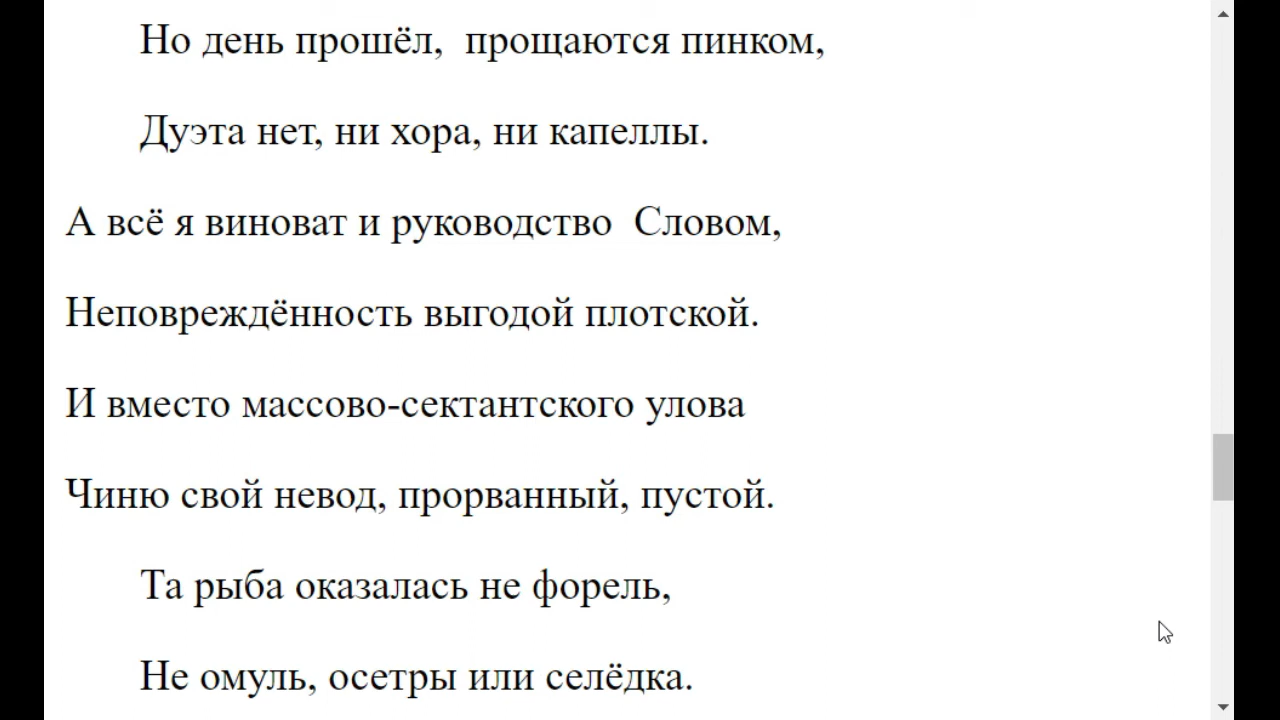 Но день прошёл,  прощаются пинком,
Дуэта нет, ни хора, ни капеллы.
А всё я виноват и руководство  Словом,
Неповреждённость выгодой плотской.
И вместо массово-сектантского улова
Чиню свой невод, прорванный, пустой.
Та рыба оказалась не форель,
Не омуль, осетры или селёдка.